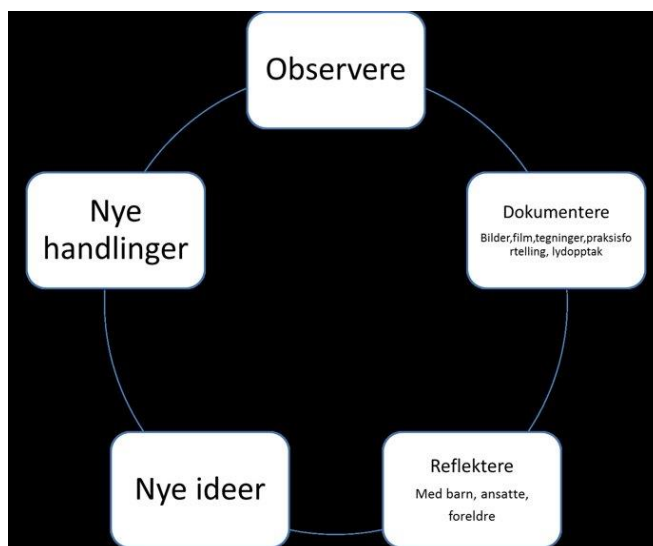 Observere
Dokumentere
Bilder,film,tegninger,praksisfo
rtelling, lydopptak
Reflektere
Med barn, ansatte,
foreldre
Nye ideer
Nye
handlinger